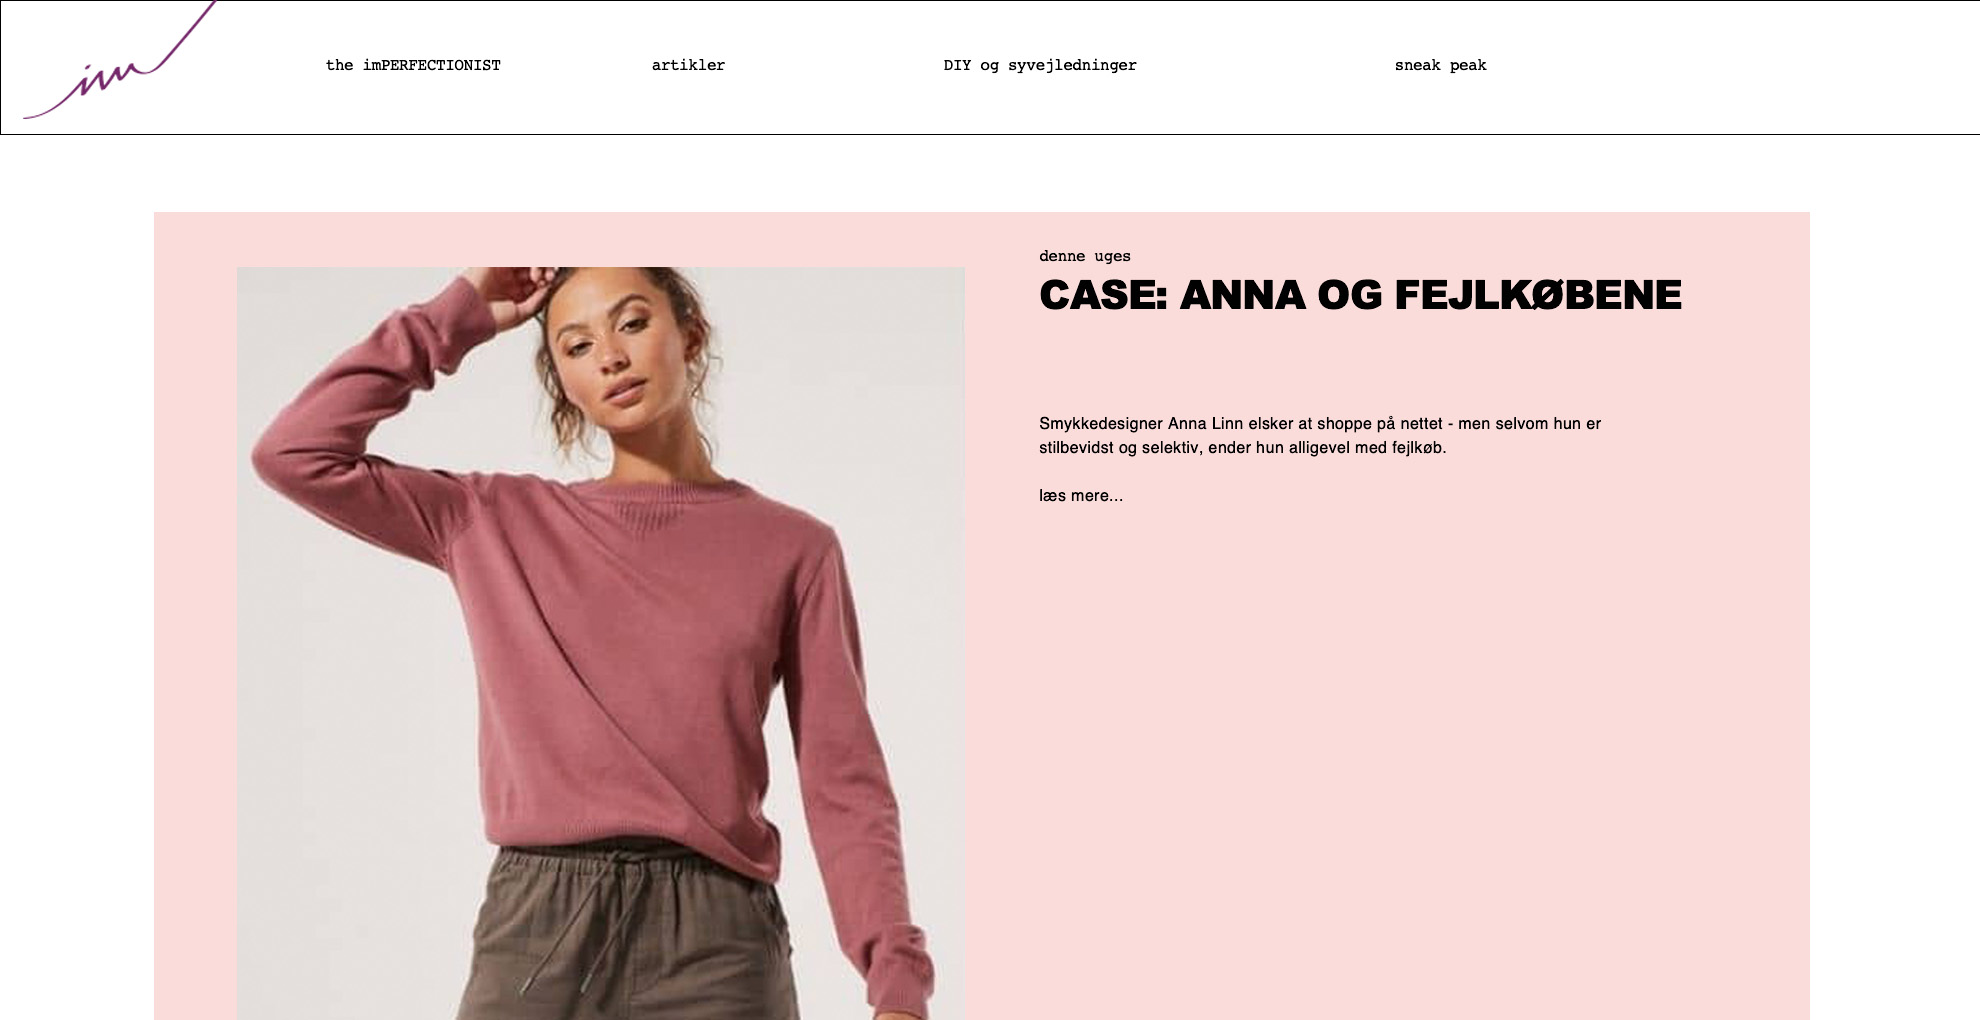 im
the imPERFECTIONIST
artikler
DIY og syvejledninger
sneak peak
denne uges
CASE: ANNA OG FEJLKØBENE
Smykkedesigner Anna Linn elsker at shoppe på nettet - men selvom hun er
stilbevidst og selektiv, ender hun alligevel med fejlkøb.
læs mere...